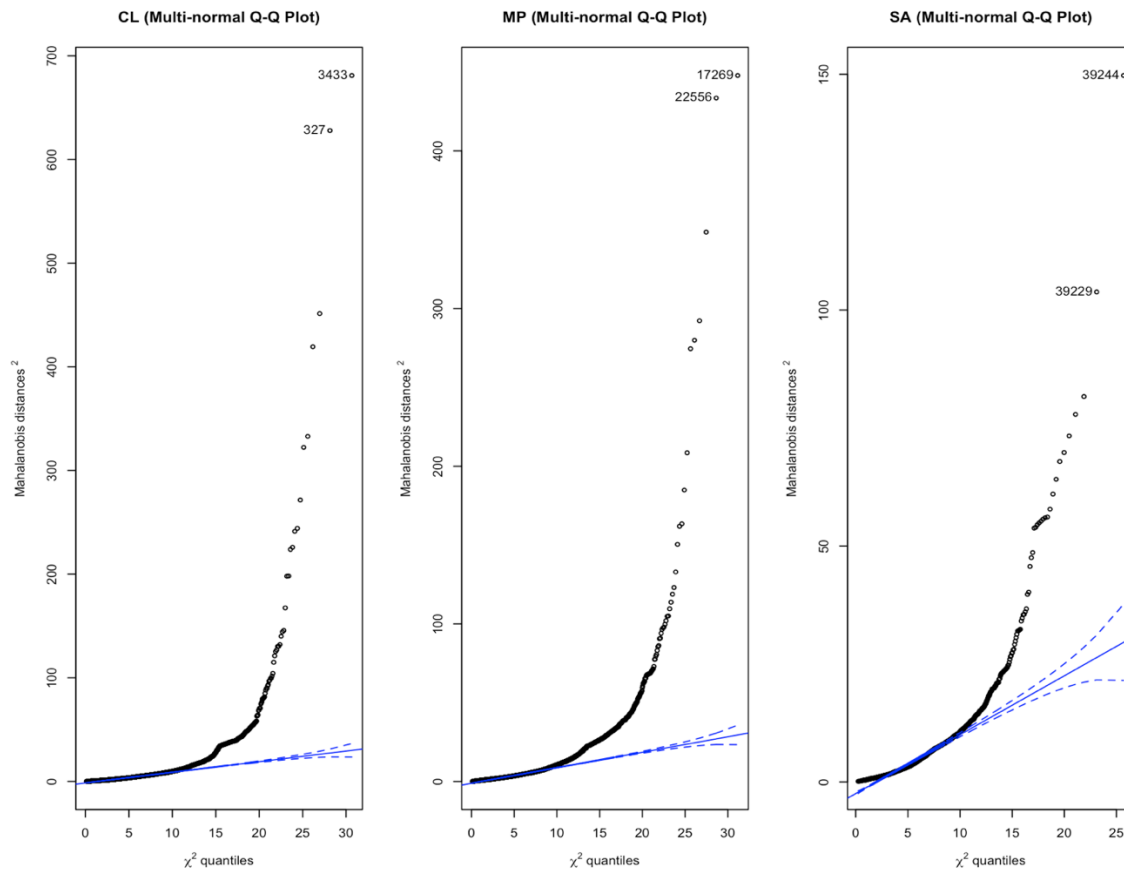 CL (Multi-normal Q-Q Plot)
Mahalanobis distances ²
700
600
500
400
300
200
100
0
3433
327
0 5 10 15 20 25 30
χ² quantiles
MP (Multi-normal Q-Q Plot)
Mahalanobis distances ²
400
300
200
100
0
17269
22556
0 5 10 15 20 25 30
χ² quantiles
SA (Multi-normal Q-Q Plot)
Mahalanobis distances ²
150
100
50
0
39244
39229
0 5 10 15 20 25
χ² quantiles